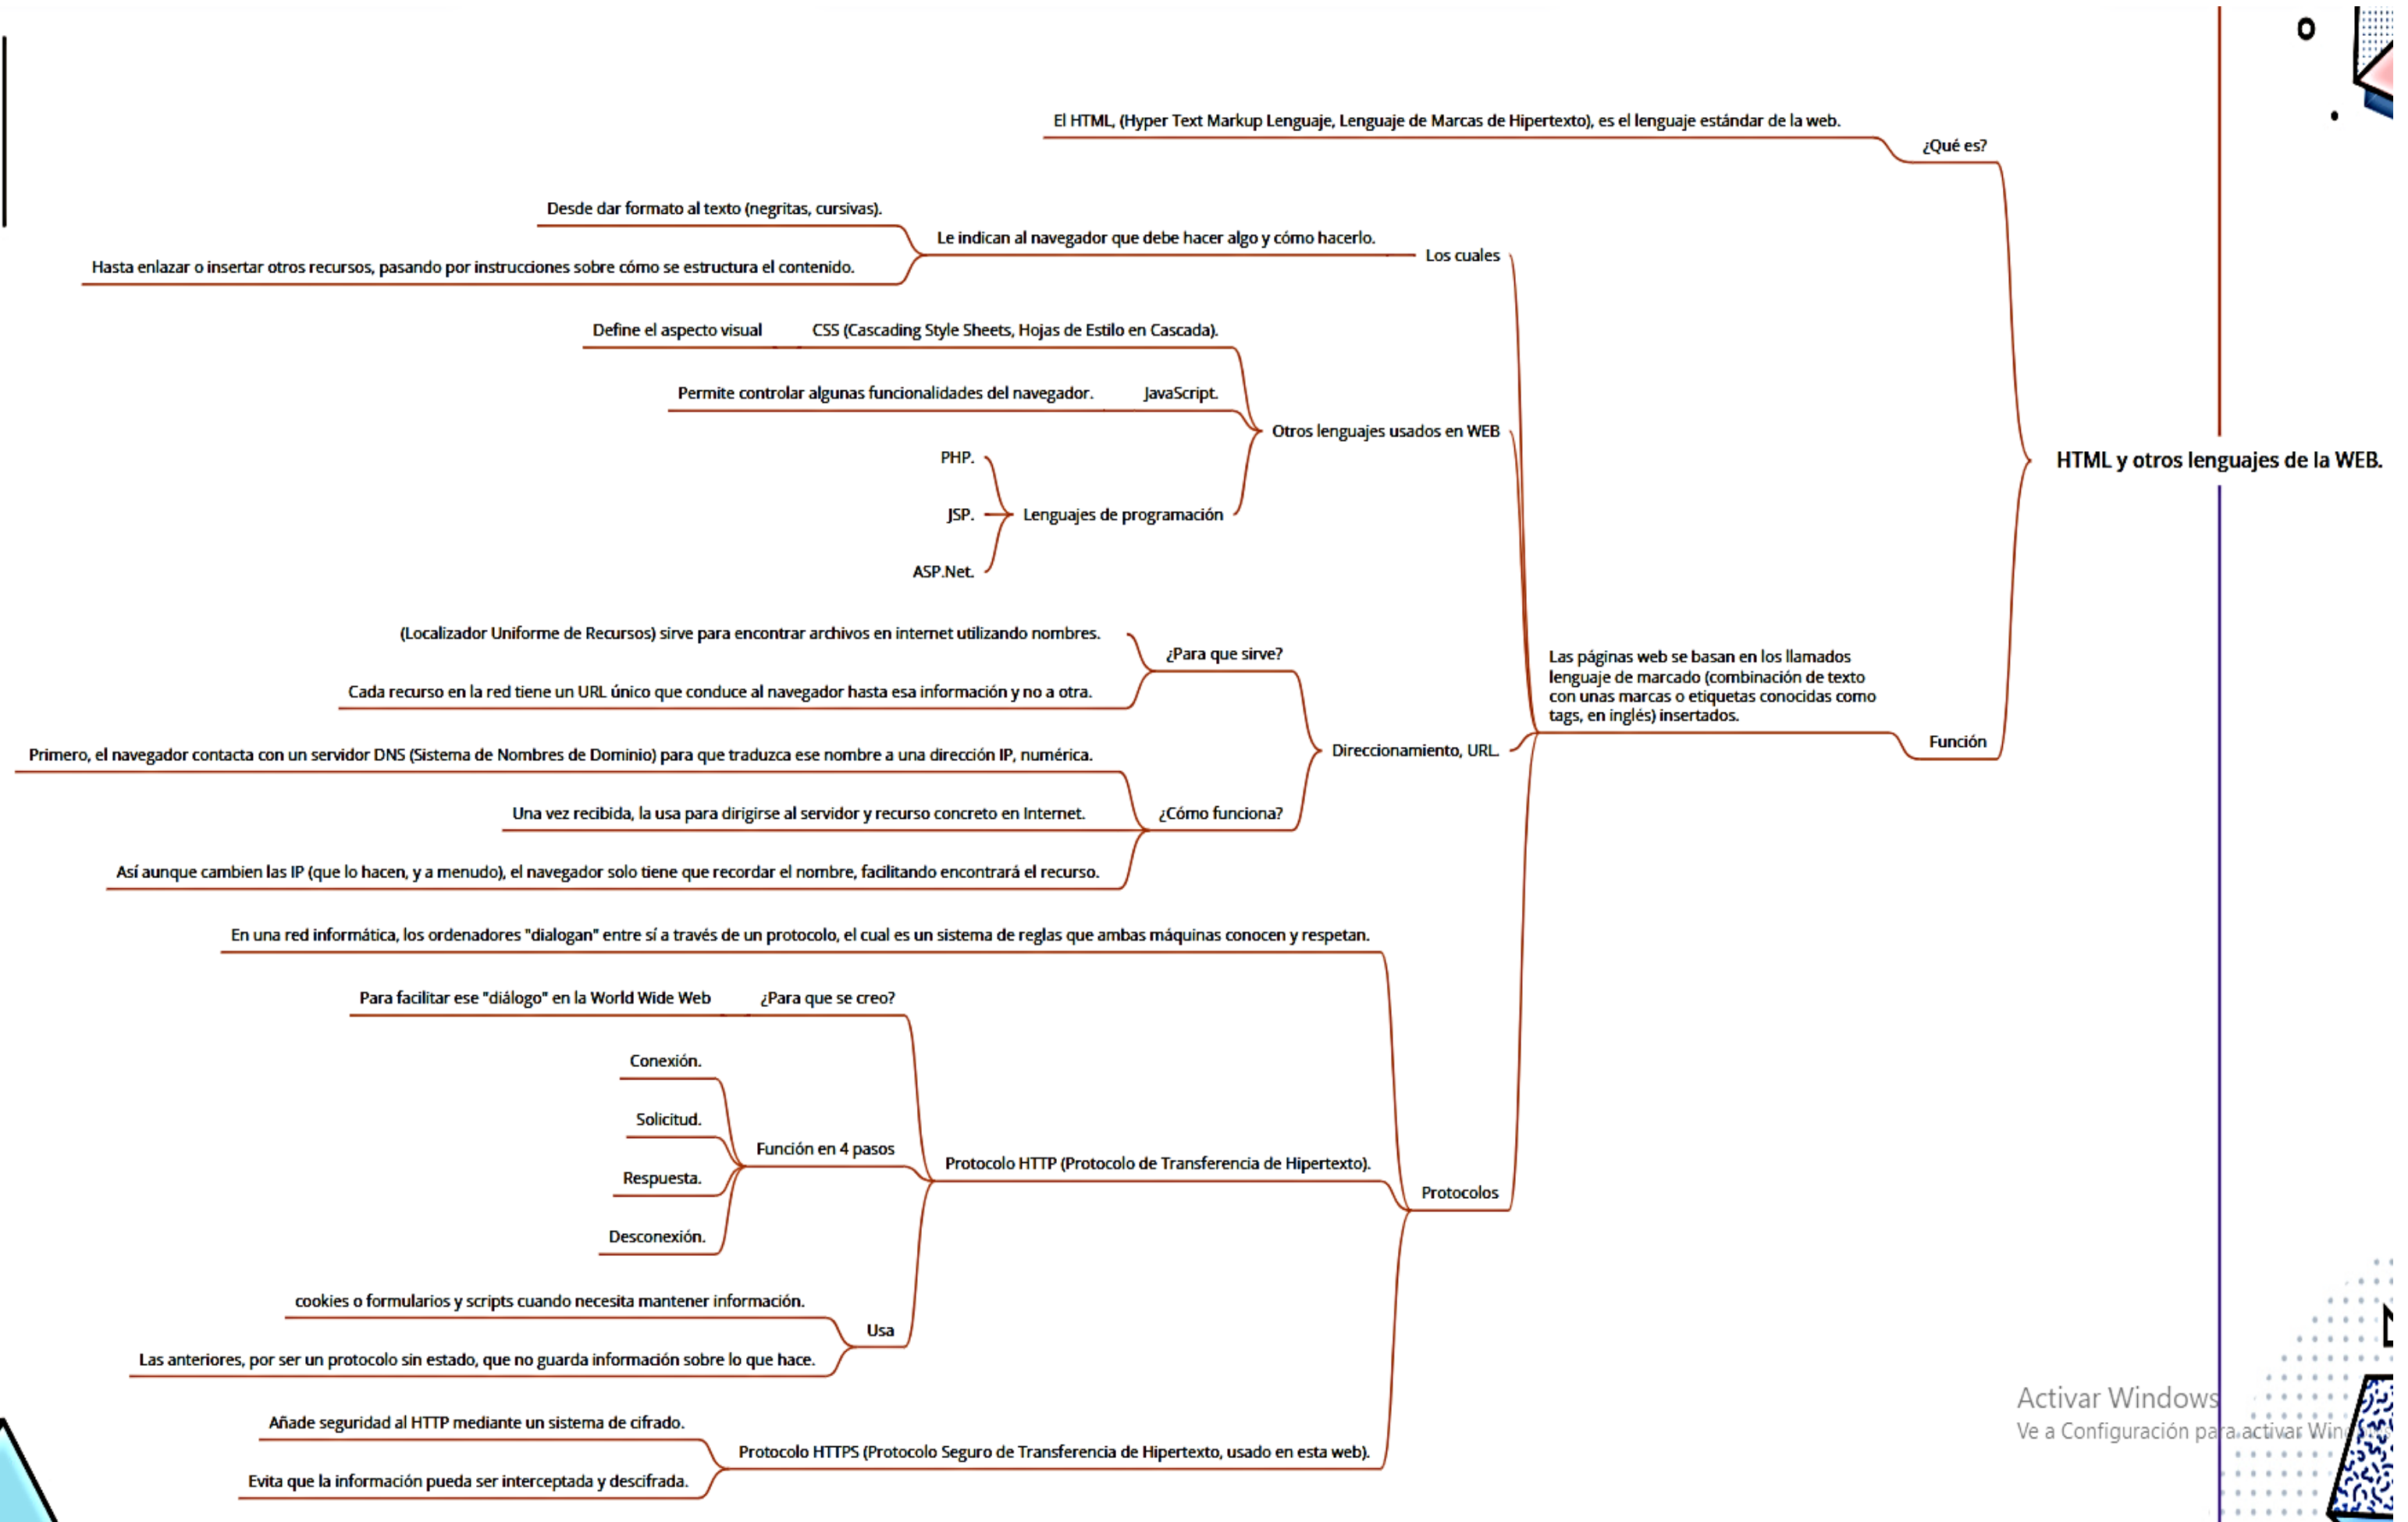 El HTML, (Hyper Text Markup Lenguaje, Lenguaje de Marcas de Hipertexto), es el lenguaje estándar de la web.
¿Qué es?
Desde dar formato al texto (negritas, cursivas).
Le indican al navegador que debe hacer algo y cómo hacerlo.
Los cuales
Hasta enlazar o insertar otros recursos, pasando por instrucciones sobre cómo se estructura el contenido.
Define el aspecto visual
CSS (Cascading Style Sheets, Hojas de Estilo en Cascada).
Permite controlar algunas funcionalidades del navegador.
JavaScript.
Otros lenguajes usados en WEB
PHP.
JSP.
Lenguajes de programación
ASP.Net.
HTML y otros lenguajes de la WEB.
(Localizador Uniforme de Recursos) sirve para encontrar archivos en internet utilizando nombres.
¿Para que sirve?
Cada recurso en la red tiene un URL único que conduce al navegador hasta esa información y no a otra.
Las páginas web se basan en los llamados
lenguaje de marcado (combinación de texto
con unas marcas o etiquetas conocidas como
tags, en inglés) insertados.
Función
Direccionamiento, URL.
Primero, el navegador contacta con un servidor DNS (Sistema de Nombres de Dominio) para que traduzca ese nombre a una dirección IP, numérica.
Una vez recibida, la usa para dirigirse al servidor y recurso concreto en Internet.
¿Cómo funciona?
Así aunque cambien las IP (que lo hacen, y a menudo), el navegador solo tiene que recordar el nombre, facilitando encontrará el recurso.
En una red informática, los ordenadores "dialogan" entre sí a través de un protocolo, el cual es un sistema de reglas que ambas máquinas conocen y respetan.
Para facilitar ese "diálogo" en la World Wide Web
¿Para que se creo?
Conexión.
Solicitud.
Función en 4 pasos
Protocolo HTTP (Protocolo de Transferencia de Hipertexto).
Respuesta.
Protocolos
Desconexión.
cookies o formularios y scripts cuando necesita mantener información.
Usa
Las anteriores, por ser un protocolo sin estado, que no guarda información sobre lo que hace.
Añade seguridad al HTTP mediante un sistema de cifrado.
Protocolo HTTPS (Protocolo Seguro de Transferencia de Hipertexto, usado en esta web).
Evita que la información pueda ser interceptada y descifrada.
Activar Windows
Ve a Configuración para activar Windows